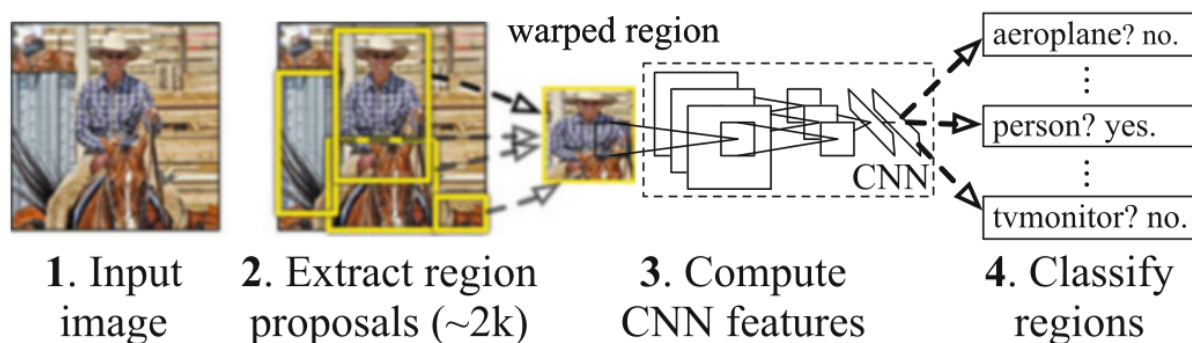 warped region
aeroplane? no.
person? yes.
CNN
tvmonitor? no.
1. Input
image
2. Extract region
proposals (~2k)
3. Compute
CNN features
4. Classify
regions